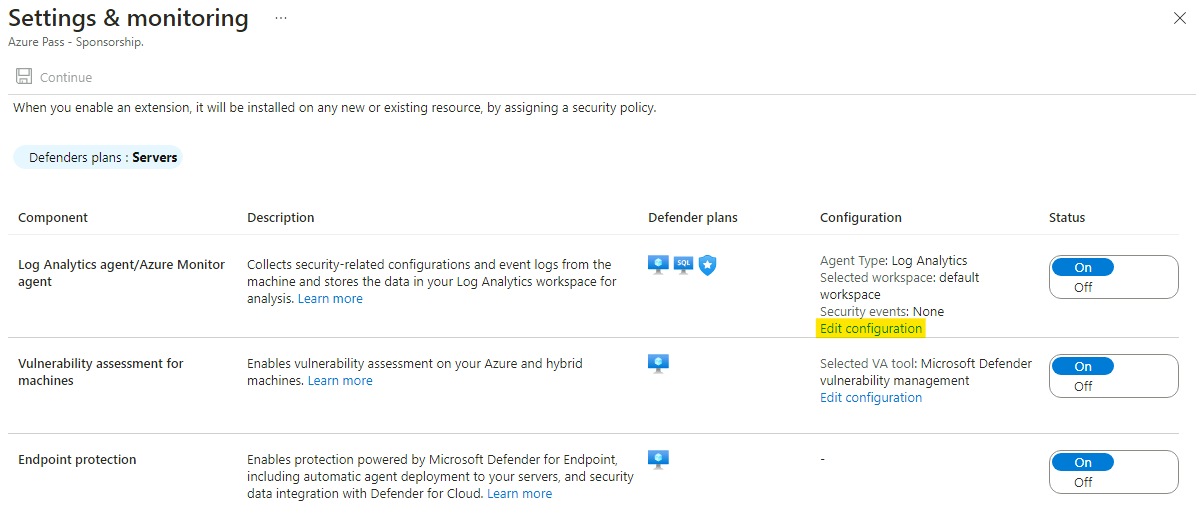 Settings & monitoring ...
Azure Pass - Sponsorship.
Continue
When you enable an extension, it will be installed on any new or existing resource, by assigning a security policy.
Defenders plans : Servers
Component Description Defender plans Configuration Status
Log Analytics agent/Azure Monitor
agent
Collects security-related configurations and event logs from the
machine and stores the data in your Log Analytics workspace for
analysis. Learn more
SQL
Agent Type: Log Analytics
Selected workspace: default
workspace
Security events: None
Edit configuration
On
Off
Vulnerability assessment for
machines
Enables vulnerability assessment on your Azure and hybrid
machines. Learn more
Selected VA tool: Microsoft Defender
vulnerability management
Edit configuration
On
Off
Endpoint protection
Enables protection powered by Microsoft Defender for Endpoint,
including automatic agent deployment to your servers, and security
data integration with Defender for Cloud. Learn more
-
On
Off